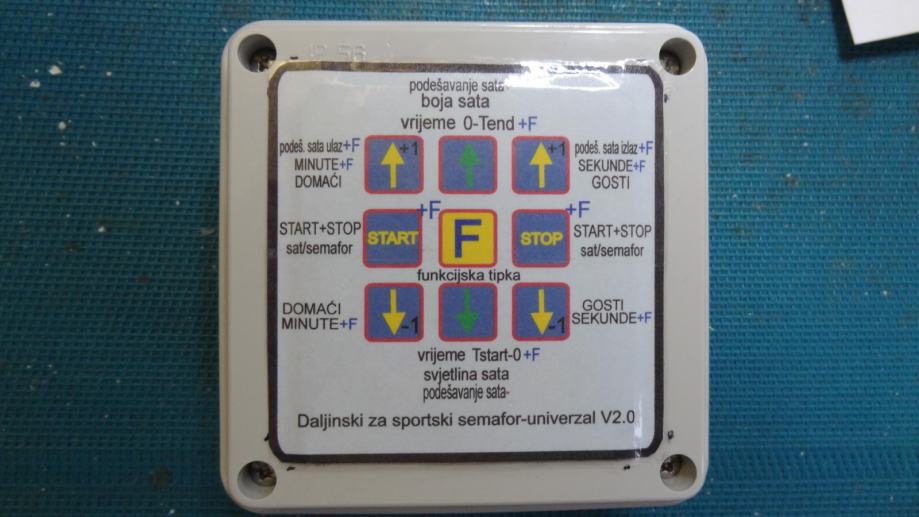 IP 56
podešavanje sata-
boja sata
vrijeme 0-Tend +F
podeš. sata ulaz+F
MINUTE+F
DOMAĆI
+1
+1
podeš. sata izlaz+F
SEKUNDE+F
GOSTI
START+STOP
sat/semafor
START
+F
F
STOP
+F
START+STOP
sat/semafor
funkcijska tipka
DOMAĆI
MINUTE+F
-1
-1
GOSTI
SEKUNDE+F
vrijeme Tstart-0 +F
svjetlina sata
podešavanje sata-
Daljinski za sportski semafor-univerzal V2.0